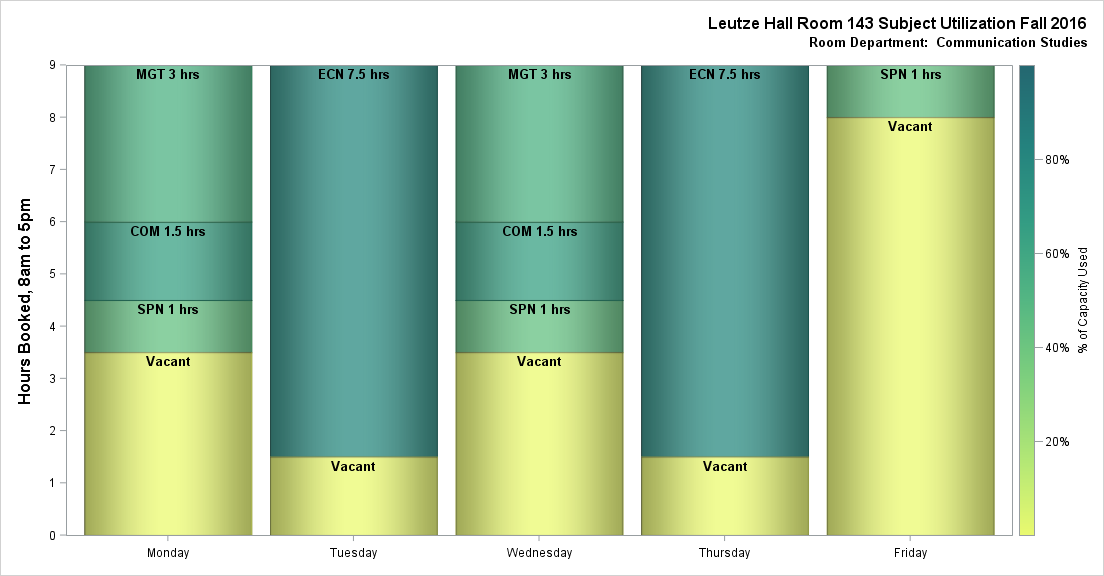 Leutze Hall Room 143 Subject Utilization Fall 2016
Room Department:  Communication Studies
Hours Booked, 8am to 5pm
9
8
7
6
5
4
3
2
1
0
MGT 3 hrs
COM 1.5 hrs
SPN 1 hrs
Vacant
ECN 7.5 hrs
Vacant
MGT 3 hrs
COM 1.5 hrs
SPN 1 hrs
Vacant
ECN 7.5 hrs
Vacant
SPN 1 hrs
Vacant
Monday
Tuesday
Wednesday
Thursday
Friday
80%
60%
40%
20%
% of Capacity Used